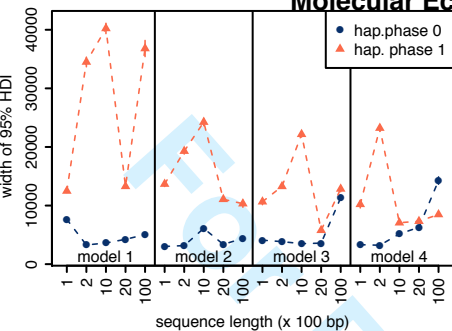 Molecular Ec
hap.phase 0
hap. phase 1
width of 95% HDI
40000
30000
20000
10000
0
model 1 model 2 model 3 model 4
1 2 10 20 100 1 2 10 20 100 1 2 10 20 100 1 2 10 20 100
sequence length (x 100 bp)
For